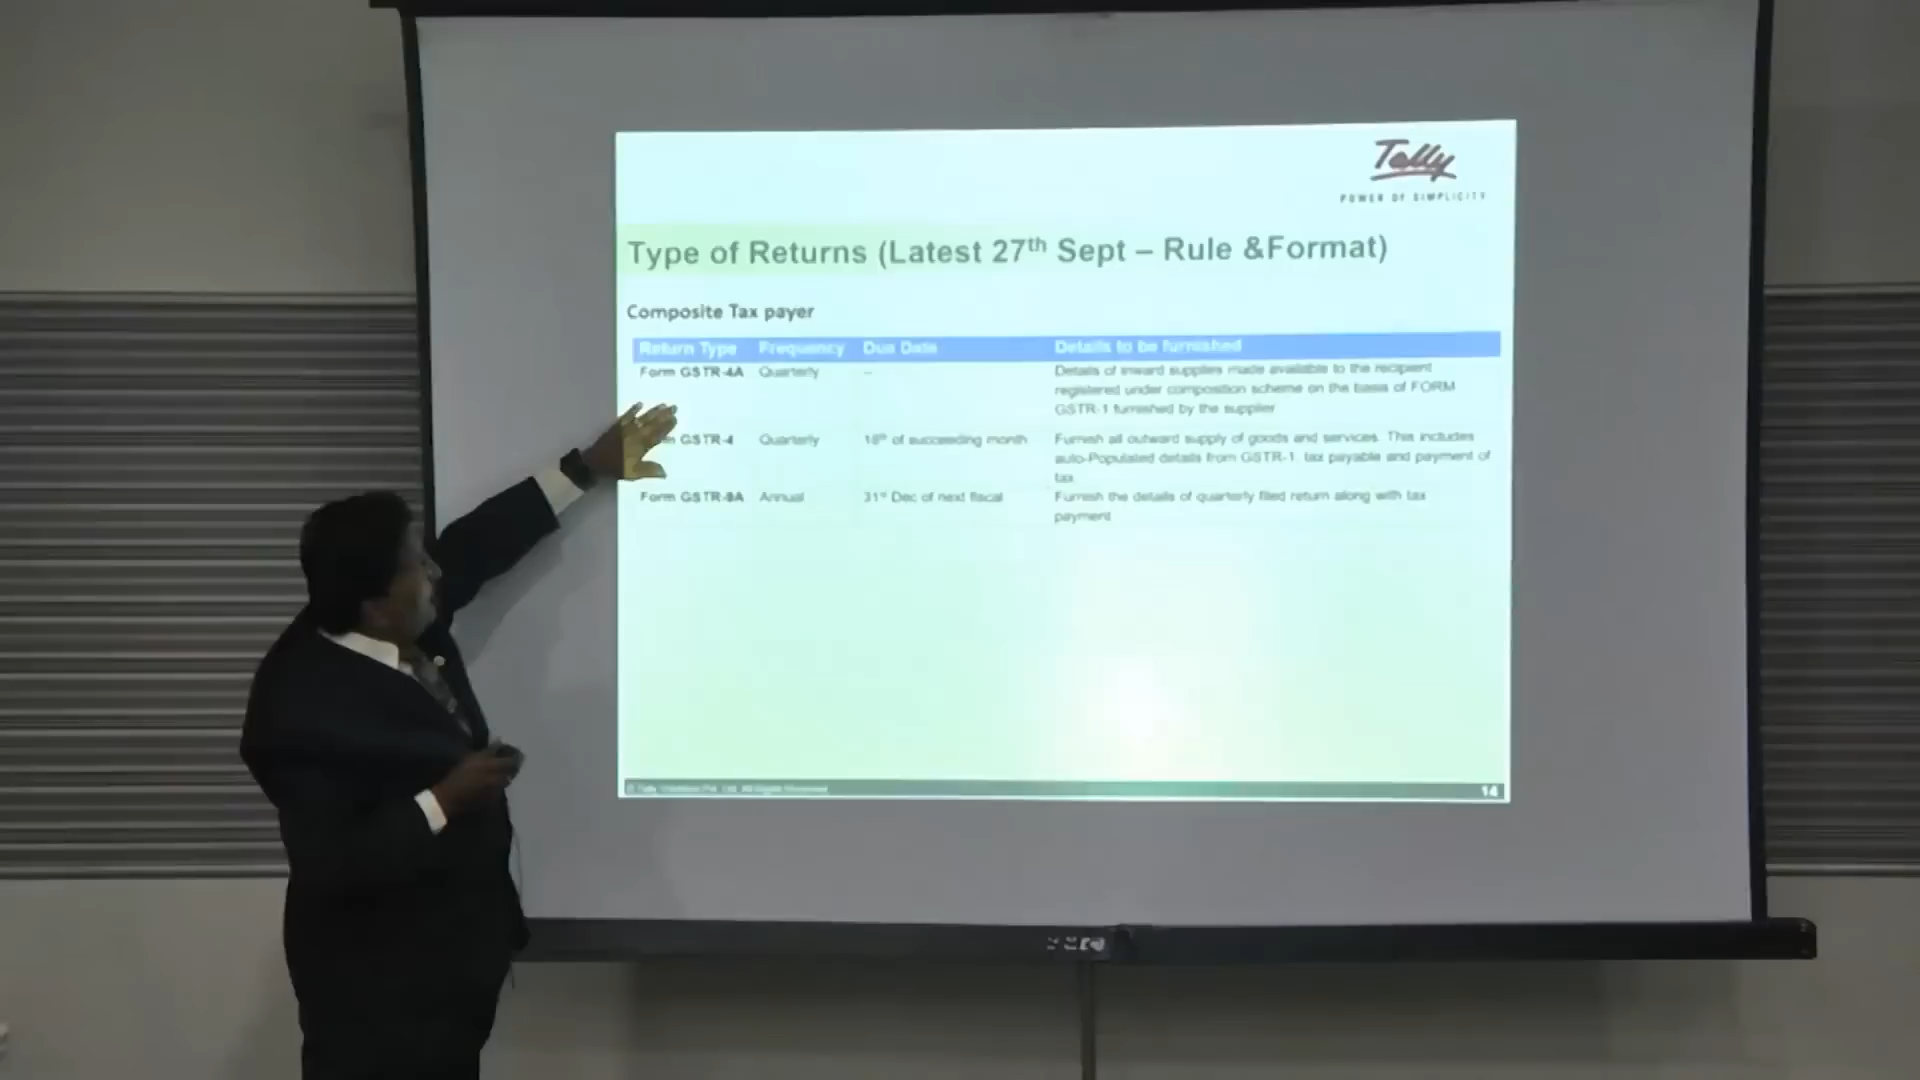 Tally
POWER OF SIMPLICITY
Type of Returns (Latest 27th Sept – Rule &Format)
Composite Tax payer
Return Type Frequency Due Date Details to be furnished
Form GSTR-4A Quarterly – Details of inward supplies made available to the recipient
registered under composition scheme on the basis of FORM
GSTR-1 furnished by the supplier
GSTR-4 Quarterly 18th of succeeding month Furnish all outward supply of goods and services. This includes
auto-Populated details from GSTR-1, tax payable and payment of
tax
Form GSTR-9A Annual 31st Dec of next fiscal Furnish the details of quarterly filed return along with tax
payment
14